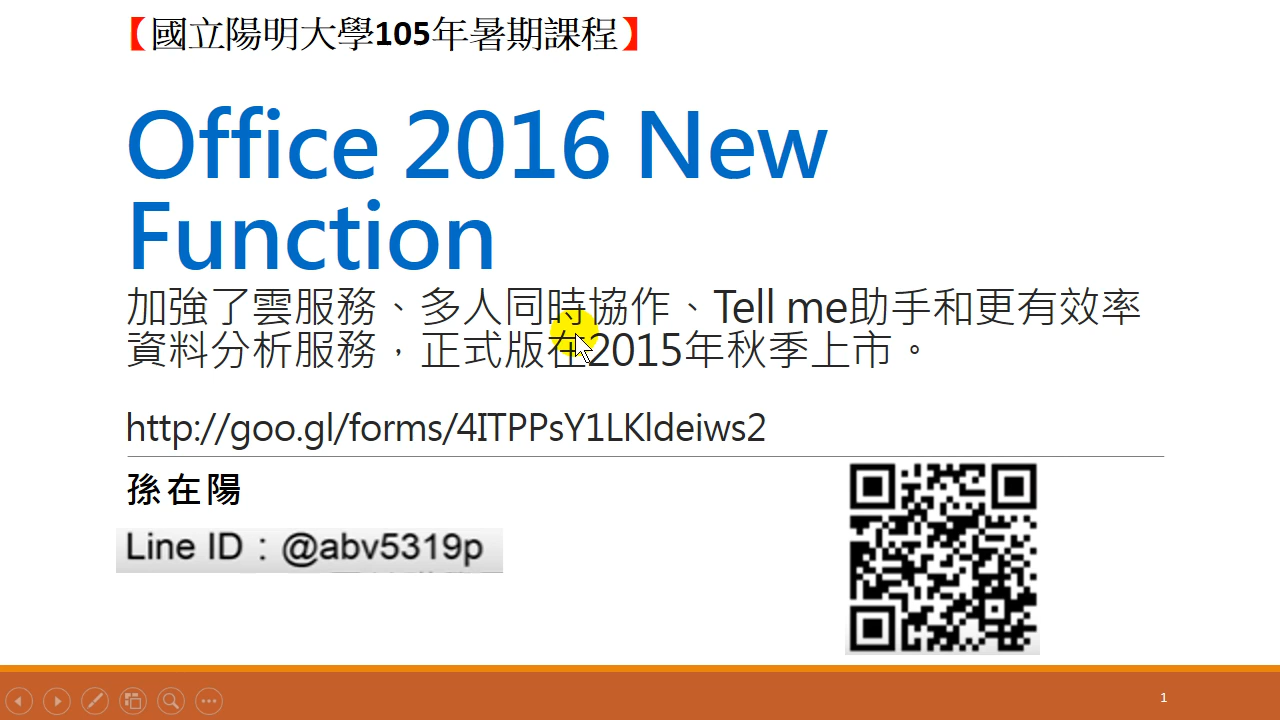 【國立陽明大學105年暑期課程】
Office 2016 New
Function
加強了雲服務、多人同時協作、Tell me助手和更有效率
資料分析服務，正式版在2015年秋季上市。
http://goo.gl/forms/4ITPPsY1LKldeiws2
孫在陽
Line ID：@abv5319p
1